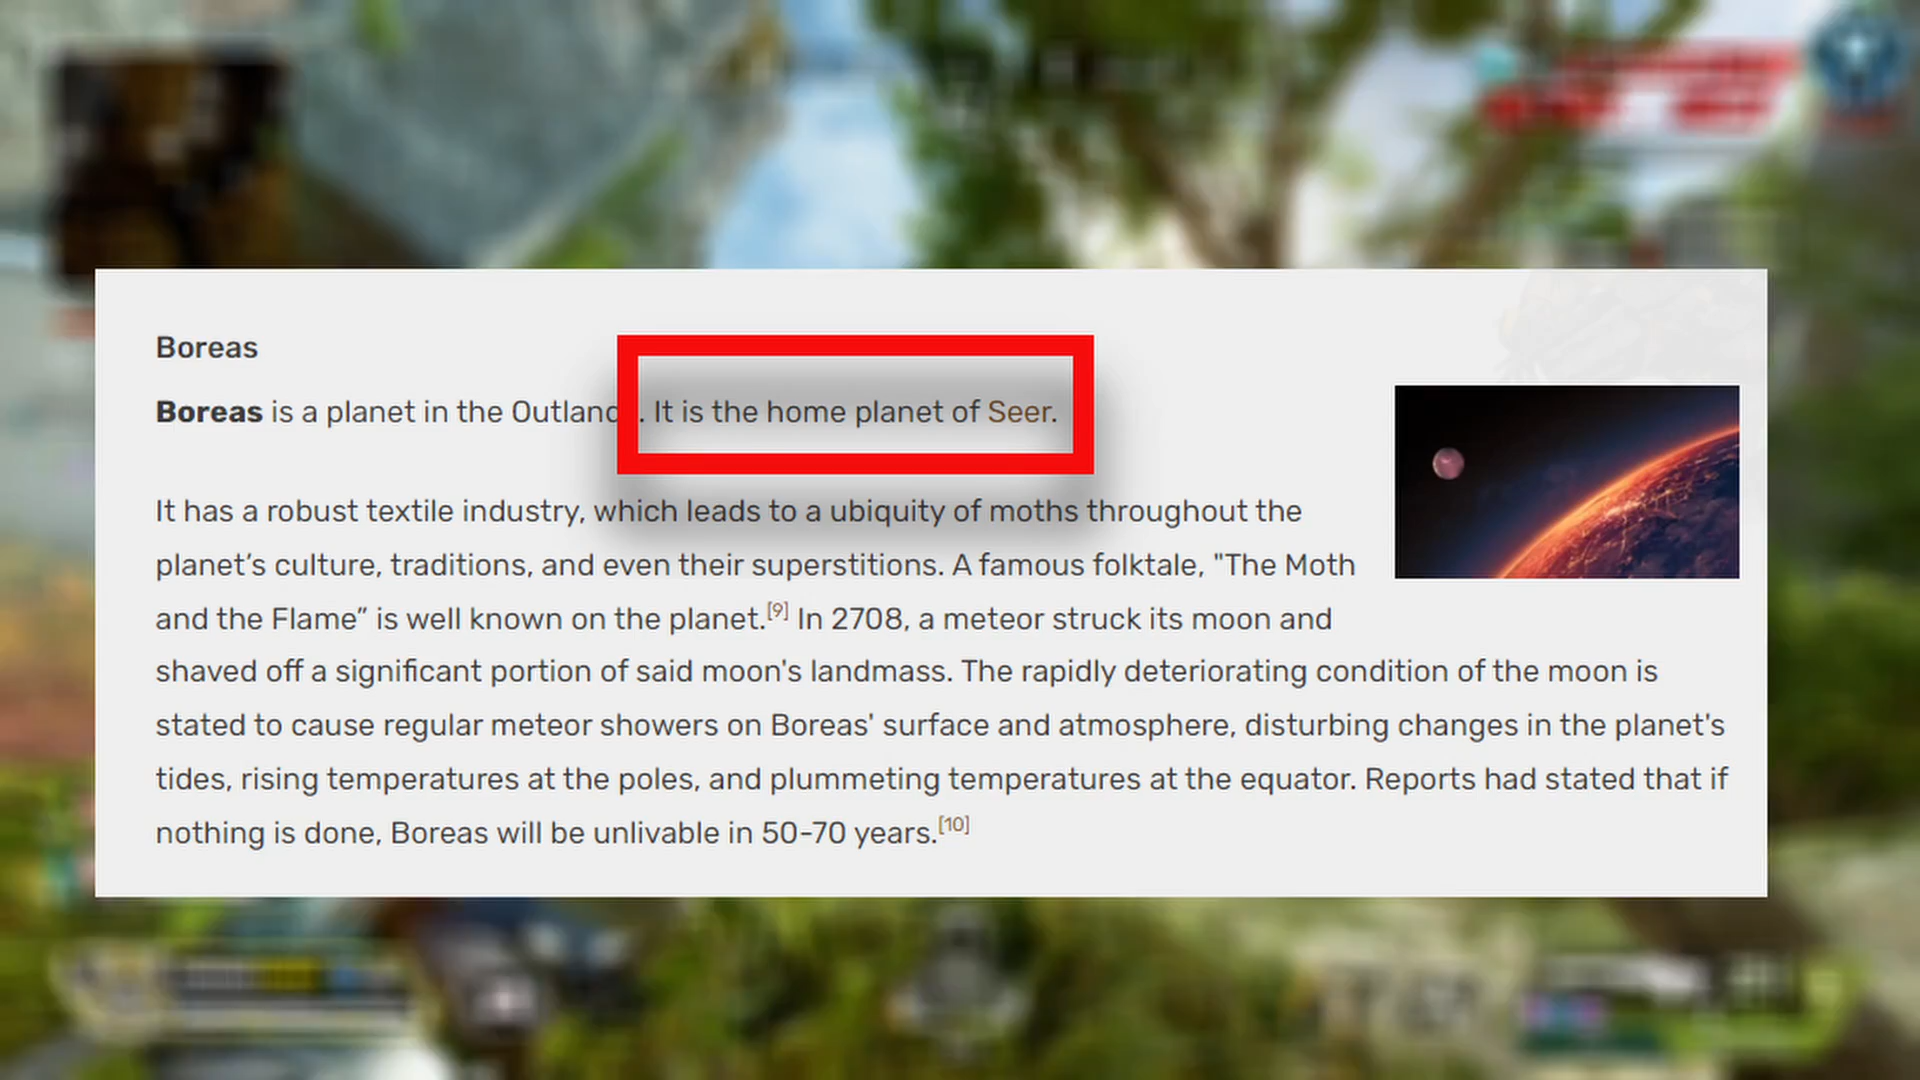 Boreas
Boreas is a planet in the Outland . It is the home planet of Seer.
It has a robust textile industry, which leads to a ubiquity of moths throughout the
planet’s culture, traditions, and even their superstitions. A famous folktale, "The Moth
and the Flame” is well known on the planet.[9] In 2708, a meteor struck its moon and
shaved off a significant portion of said moon's landmass. The rapidly deteriorating condition of the moon is
stated to cause regular meteor showers on Boreas' surface and atmosphere, disturbing changes in the planet's
tides, rising temperatures at the poles, and plummeting temperatures at the equator. Reports had stated that if
nothing is done, Boreas will be unlivable in 50-70 years.[10]